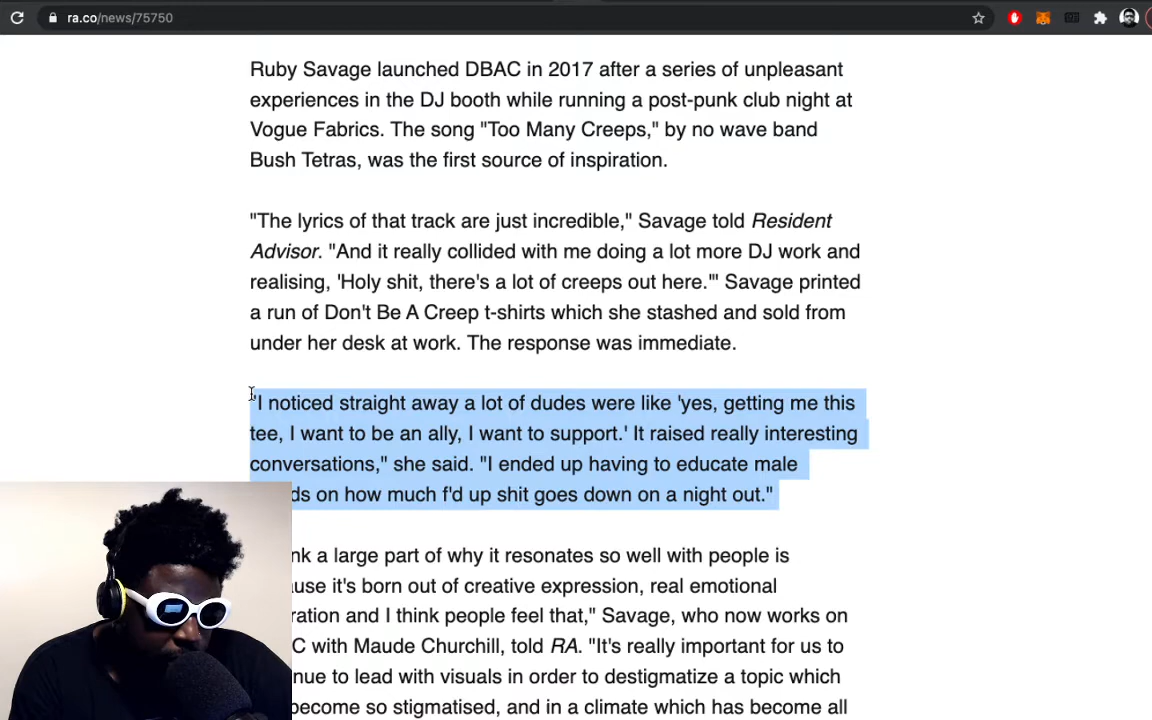 ra.co/news/75750
Ruby Savage launched DBAC in 2017 after a series of unpleasant
experiences in the DJ booth while running a post-punk club night at
Vogue Fabrics. The song "Too Many Creeps," by no wave band
Bush Tetras, was the first source of inspiration.
"The lyrics of that track are just incredible," Savage told Resident
Advisor. "And it really collided with me doing a lot more DJ work and
realising, 'Holy shit, there's a lot of creeps out here.'" Savage printed
a run of Don't Be A Creep t-shirts which she stashed and sold from
under her desk at work. The response was immediate.
"I noticed straight away a lot of dudes were like 'yes, getting me this
tee, I want to be an ally, I want to support.' It raised really interesting
conversations," she said. "I ended up having to educate male
ds on how much f'd up shit goes down on a night out."
nk a large part of why it resonates so well with people is
use it's born out of creative expression, real emotional
ration and I think people feel that," Savage, who now works on
C with Maude Churchill, told RA. "It's really important for us to
nue to lead with visuals in order to destigmatize a topic which
become so stigmatised, and in a climate which has become all